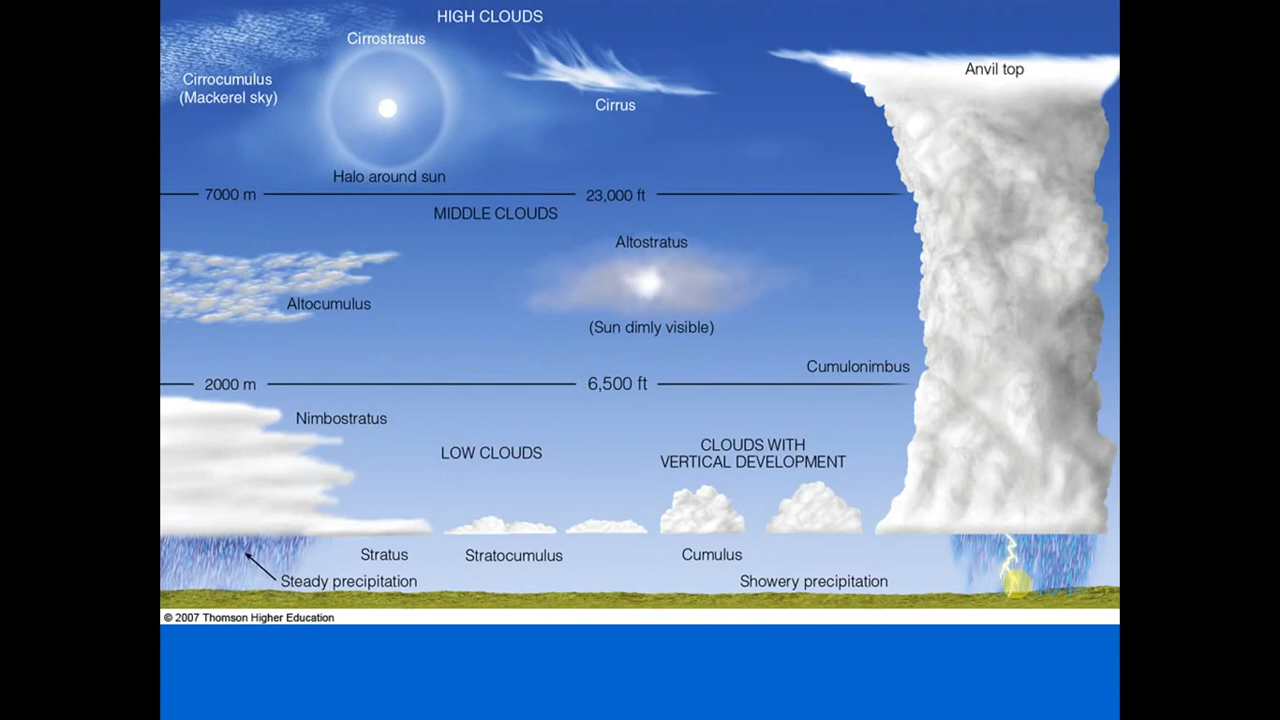 HIGH CLOUDS
Cirrostratus
Cirrocumulus
(Mackerel sky)
Cirrus
Anvil top
Halo around sun
7000 m
23,000 ft
MIDDLE CLOUDS
Altostratus
Altocumulus
(Sun dimly visible)
Cumulonimbus
2000 m
6,500 ft
Nimbostratus
LOW CLOUDS
CLOUDS WITH
VERTICAL DEVELOPMENT
Stratus
Stratocumulus
Cumulus
Steady precipitation
Showery precipitation
© 2007 Thomson Higher Education